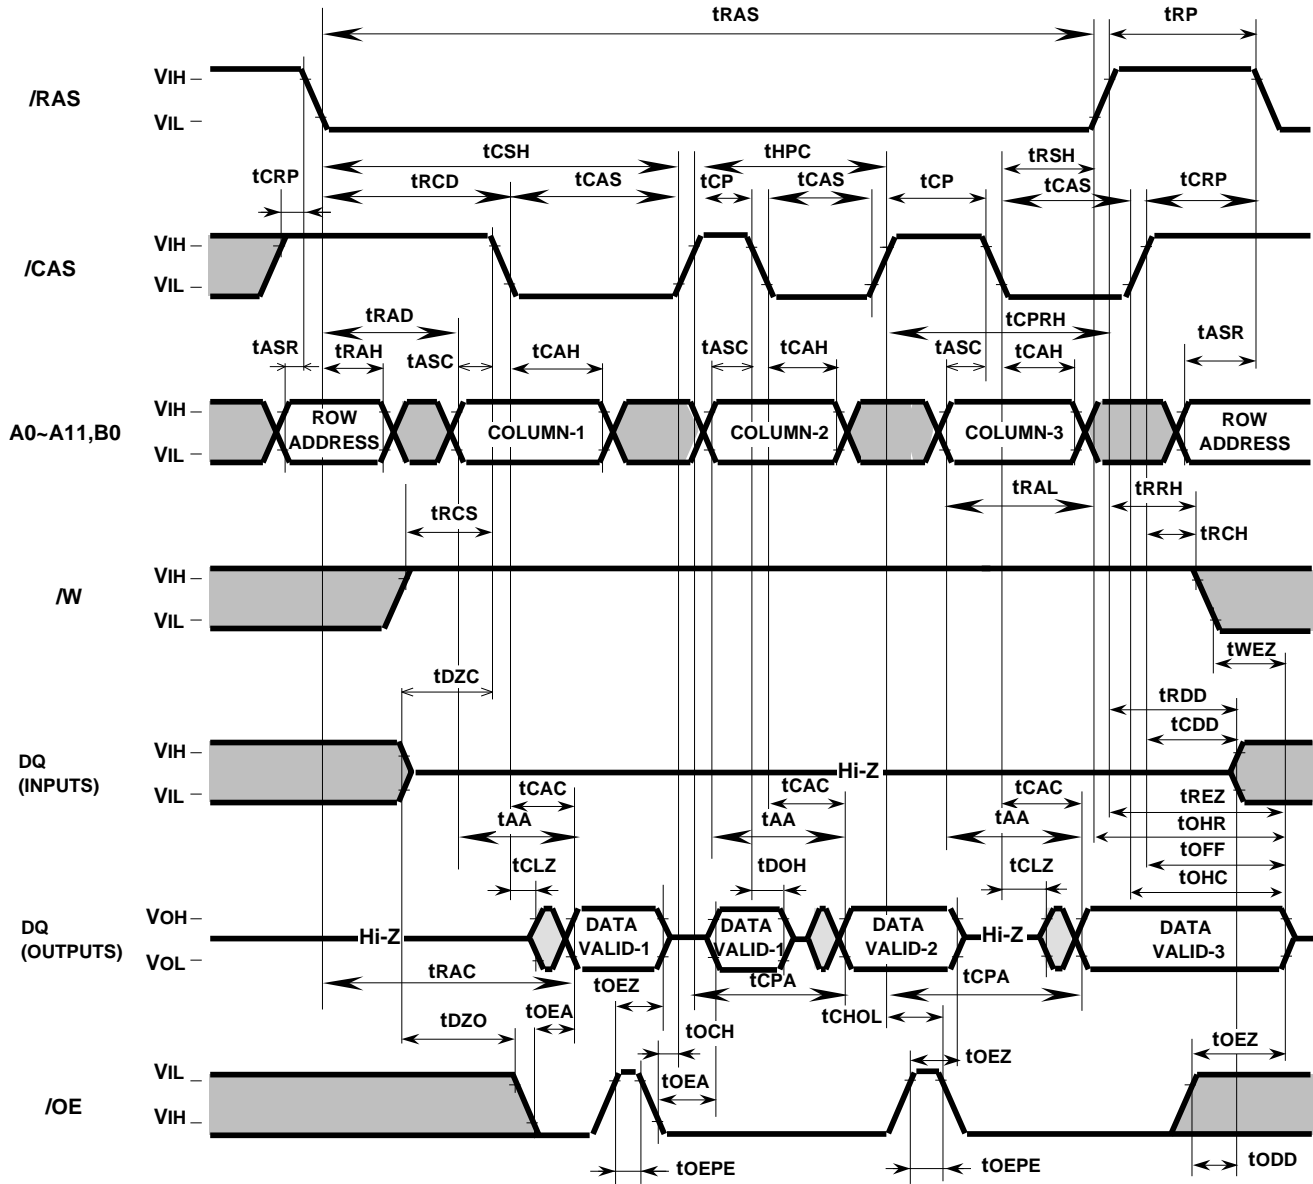 tRAS
tRP
VIH
/RAS
VIL
tCSH
tHPC
tRSH
tCRP
tRCD
tCAS
tCP
tCAS
tCP
tCAS
tCRP
VIH
/CAS
VIL
tRAD
tCPRH
tASR
tRAH
tASC
tCAH
tASC
tCAH
tASC
tCAH
tASR
VIH
A0~A11,B0
VIL
ROW
ADDRESS
COLUMN-1
COLUMN-2
COLUMN-3
ROW
ADDRESS
tRCS
tRAL
tRRH
tRCH
VIH
/W
VIL
tWEZ
tDZC
tRDD
tCDD
VIH
DQ
(INPUTS)
VIL
Hi-Z
tCAC
tCAC
tCAC
tREZ
tAA
tAA
tAA
tOHR
tCLZ
tDOH
tCLZ
tOFF
tOHC
VOH
DQ
(OUTPUTS)
VOL
Hi-Z
DATA
VALID-1
DATA
VALID-1
DATA
VALID-2
Hi-Z
DATA
VALID-3
tRAC
tOEZ
tCPA
tCPA
tDZO
tOEA
tOCH
tCHOL
tOEZ
tOEZ
tOEA
VIL
/OE
VIH
tOEPE
tOEPE
tODD